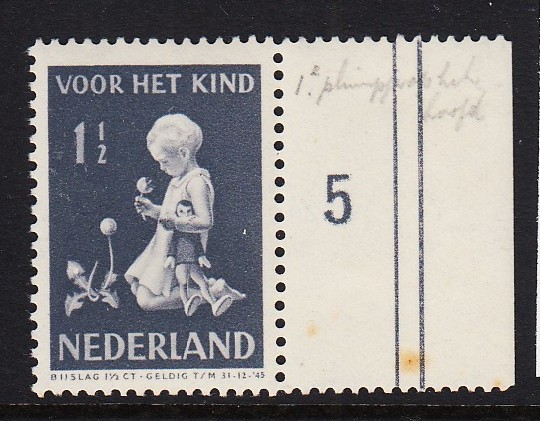 VOOR HET KIND
1½
5
NEDERLAND
BIJSLAG 1½ CT · GELDIG T/M 31-12-'45